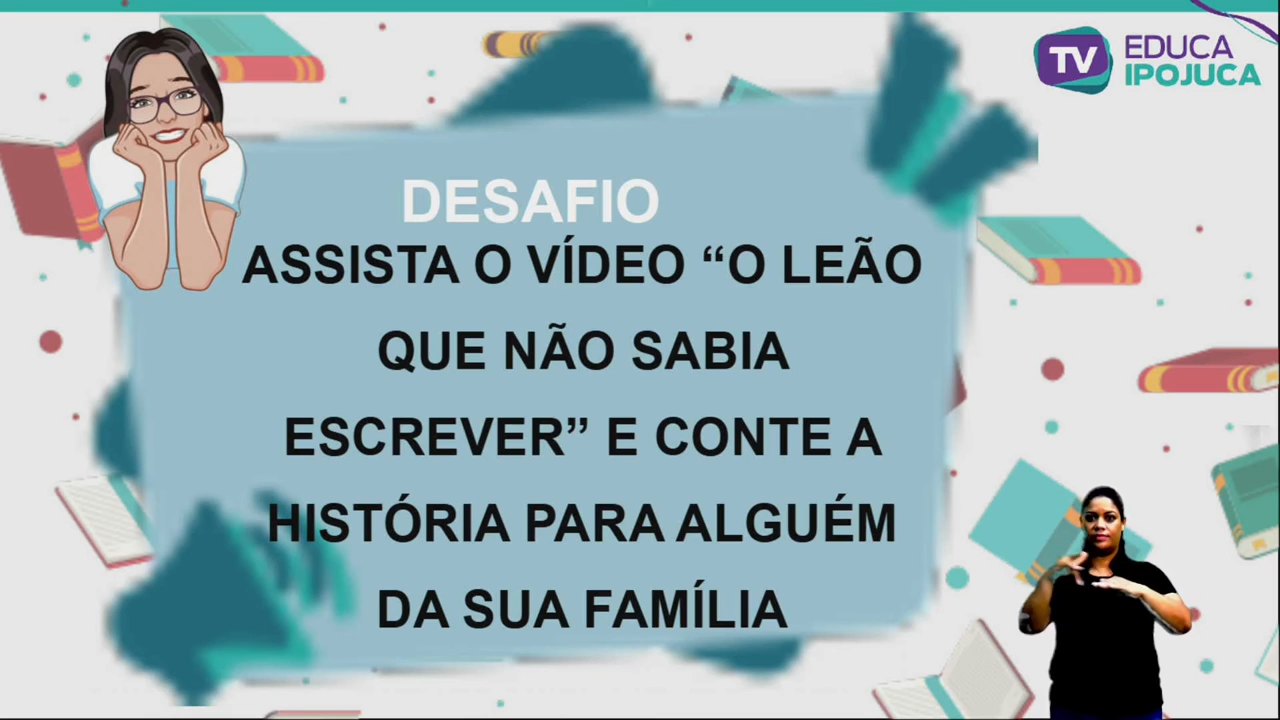 TV EDUCA
IPOJUCA
DESAFIO
ASSISTA O VÍDEO “O LEÃO
QUE NÃO SABIA
ESCREVER” E CONTE A
HISTÓRIA PARA ALGUÉM
DA SUA FAMÍLIA